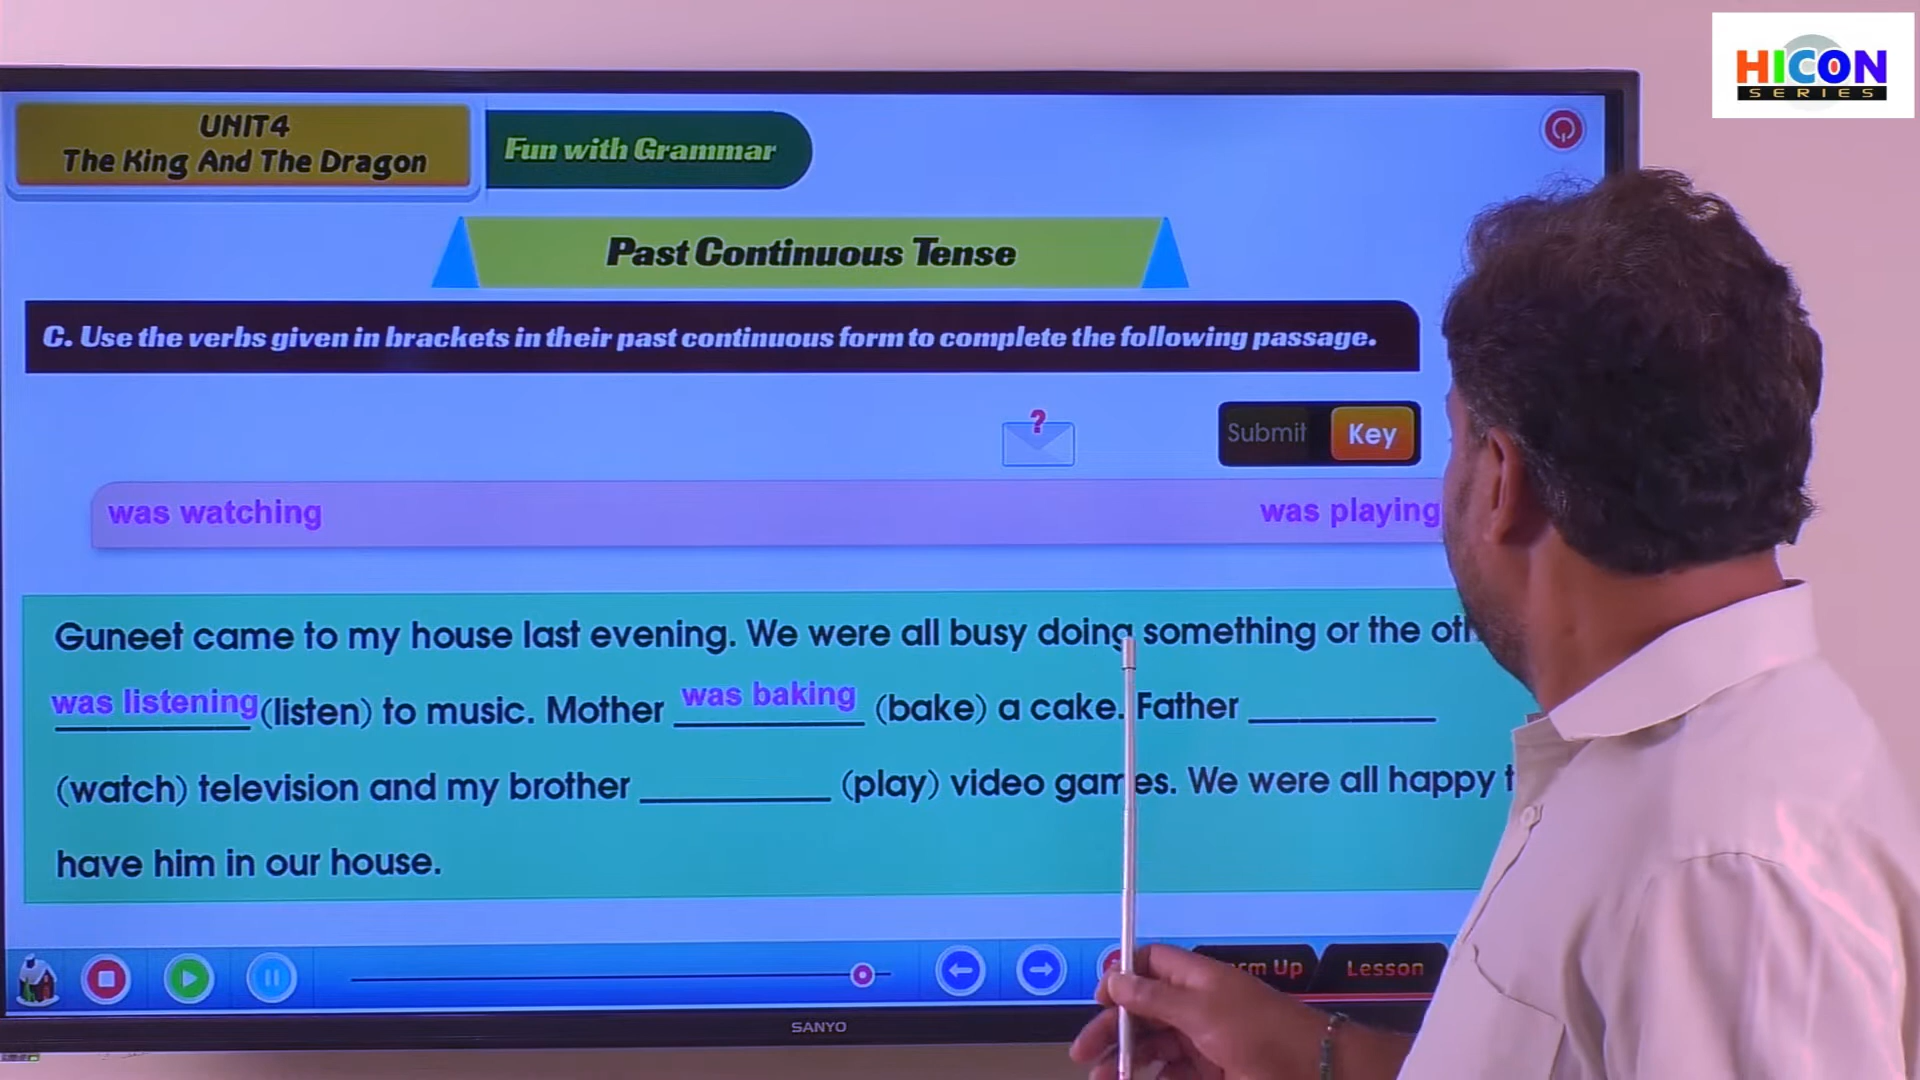 HICON
SERIES
UNIT4
The King And The Dragon
Fun with Grammar
Past Continuous Tense
C. Use the verbs given in brackets in their past continuous form to complete the following passage.
?
Submit Key
was watching was playing
Guneet came to my house last evening. We were all busy doing something or the
was listening (listen) to music. Mother was baking (bake) a cake. Father
(watch) television and my brother (play) video games. We were all happy
have him in our house.
Up Lesson
SANYO